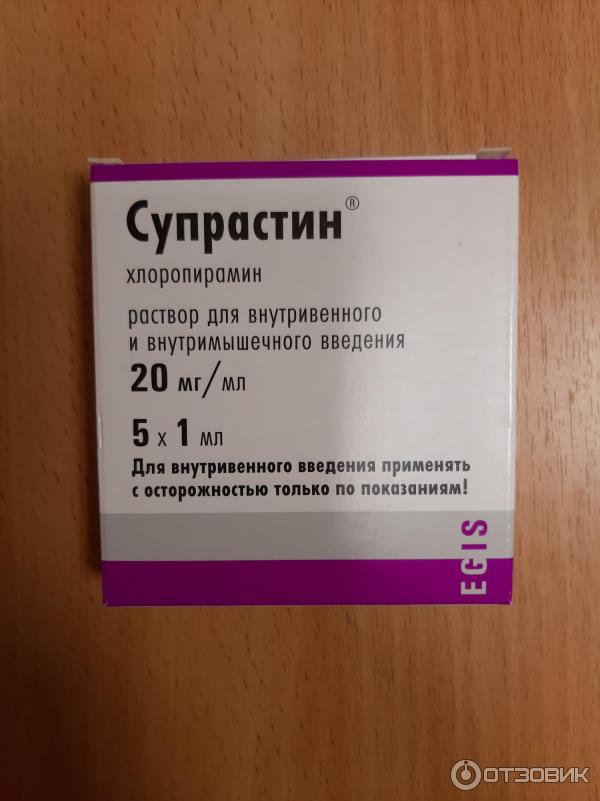 Супрастин®
хлоропирамин
раствор для внутривенного
и внутримышечного введения
20 мг/мл
5 x 1 мл
Для внутривенного введения применять
с осторожностью только по показаниям!
EGIS
ОТЗОВИК